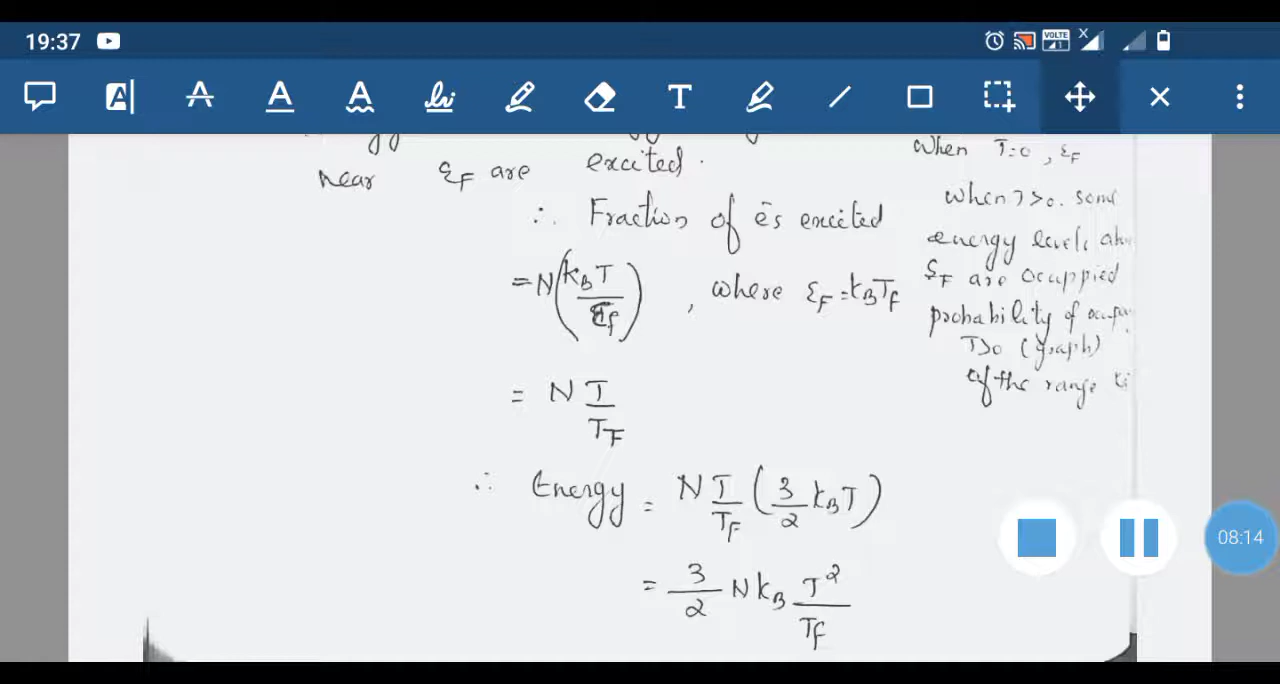 19:37
VOLTE
near ε_F are excited.
∴ Fraction of ēs excited
= N(k_B T / ε_f), where ε_F = k_B T_f
= N T / T_F
∴ Energy = N T / T_F (3/2 k_B T)
= 3/2 N k_B T² / T_f
when T=0, ε_F
when T>0. some
energy levels
ε_F are occuppied
probability of
T>0 (graph)
of the range
08:14